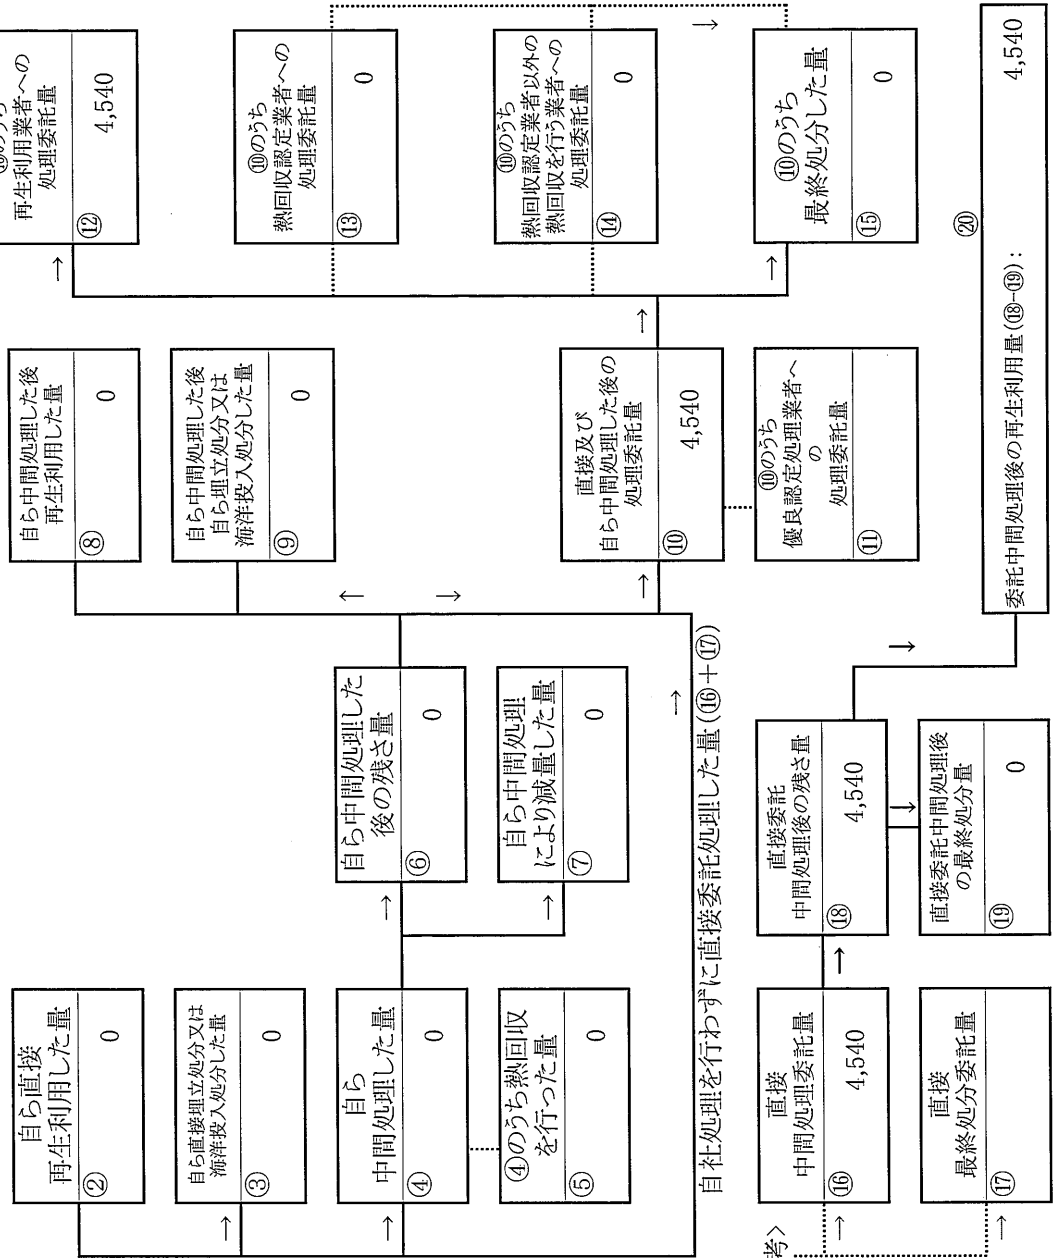 自ら直接
再生利用した量
② 0
自ら直接埋立処分又は
海洋投入処分した量
③ 0
自ら
中間処理した量
④ 0
④のうち熱回収
を行った量
⑤ 0
自ら中間処理した
後の残さ量
⑥ 0
自ら中間処理
により減量した量
⑦ 0
自ら中間処理した後
再生利用した量
⑧ 0
自ら中間処理した後
自ら埋立処分又は
海洋投入処分した量
⑨ 0
直接及び
自ら中間処理した後の
処理委託量
⑩ 4,540
⑩のうち
優良認定処理業者へ
の
処理委託量
⑪
⑩のうち
再生利用業者への
処理委託量
⑫ 4,540
⑩のうち
熱回収認定業者への
処理委託量
⑬ 0
⑩のうち
熱回収認定業者以外の
熱回収を行う業者への
処理委託量
⑭ 0
⑩のうち
最終処分した量
⑮ 0
自社処理を行わずに直接委託処理した量(⑯+⑰)
考>
直接
中間処理委託量
⑯ 4,540
直接
最終処分委託量
⑰
直接委託
中間処理後の残さ量
⑱ 4,540
直接委託中間処理後
の最終処分量
⑲ 0
⑳
委託中間処理後の再生利用量(⑱-⑲): 4,540